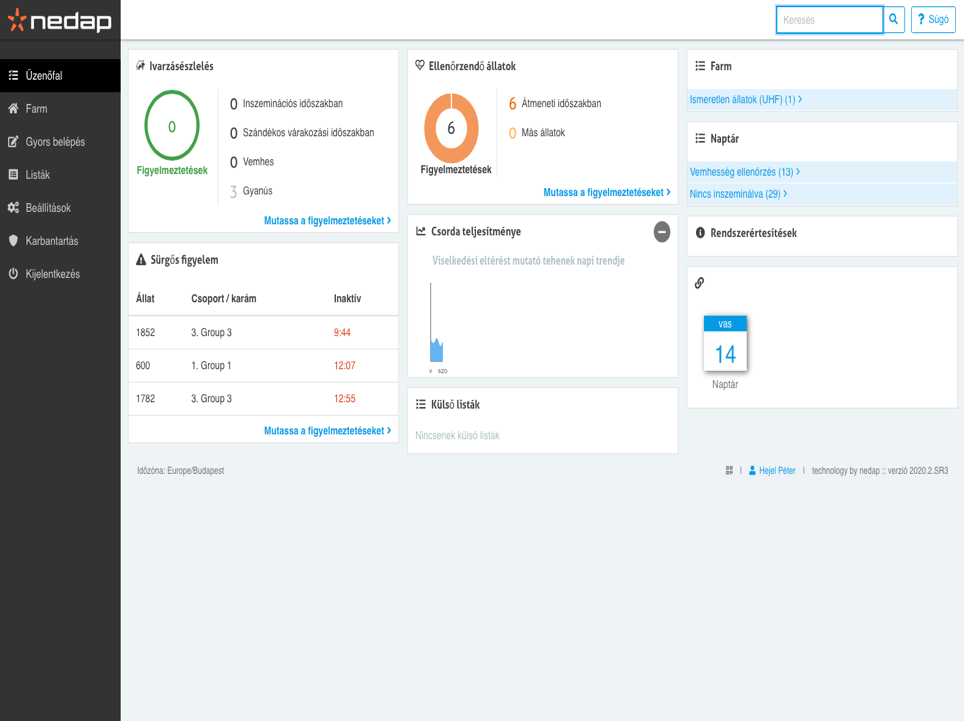 nedap
Keresés
? Súgó
Üzenőfal
Farm
Gyors belépés
Listák
Beállítások
Karbantartás
Kijelentkezés
Ivarzásészlelés
0
Figyelmeztetések
0 Inszeminációs időszakban
0 Szándékos várakozási időszakban
0 Vemhes
3 Gyanús
Mutassa a figyelmeztetéseket
Sürgős figyelem
Állat Csoport / karám Inaktív
1852 3. Group 3 9:44
600 1. Group 1 12:07
1782 3. Group 3 12:55
Mutassa a figyelmeztetéseket
Ellenőrzendő állatok
6
Figyelmeztetések
6 Átmeneti időszakban
0 Más állatok
Mutassa a figyelmeztetéseket
Csorda teljesítménye
Viselkedési eltérést mutató tehenek napi trendje
v szo
Külső listák
Nincsenek külső listák
Farm
Ismeretlen állatok (UHF) (1)
Naptár
Vemhesség ellenőrzés (13)
Nincs inszeminálva (29)
Rendszerértesítések
vas
14
Naptár
Időzóna: Europe/Budapest
| Hejel Péter | technology by nedap :: verzió 2020.2.SR3